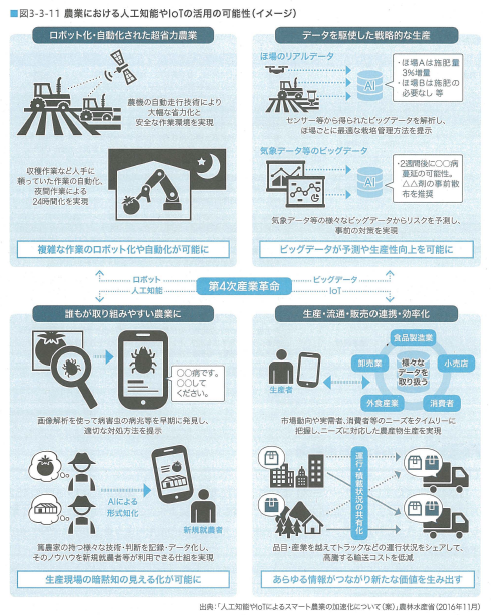 ■図3-3-11 農業における人工知能やIoTの活用の可能性(イメージ)
ロボット化・自動化された超省力農業
農機の自動走行技術により
大幅な省力化と
安全な作業環境を実現
収穫作業など人手に
頼っていた作業の自動化、
夜間作業による
24時間化を実現
複雑な作業のロボット化や自動化が可能に
データを駆使した戦略的な生産
ほ場のリアルデータ
AI
・ほ場Aは施肥量
3%増量
・ほ場Bは施肥の
必要なし 等
センサー等から得られたビッグデータを解析し、
ほ場ごとに最適な栽培管理方法を提示
気象データ等のビッグデータ
AI
・2週間後に○○病
蔓延の可能性。
△△剤の事前散
布を推奨
気象データ等の様々なビッグデータからリスクを予測し、
事前の対策を実現
ビッグデータが予測や生産性向上を可能に
ロボット
人工知能
第4次産業革命
ビッグデータ
IoT
誰もが取り組みやすい農業に
○○病です。
○○して
ください。
画像解析を使って病害虫の病兆等を早期に発見し、
適切な対処方法を提示
AIによる
形式知化
新規就農者
篤農家の持つ様々な技術・判断を記録・データ化し、
そのノウハウを新規就農者等が利用できる仕組を実現
生産現場の暗黙知の見える化が可能に
生産・流通・販売の連携・効率化
生産者
食品製造業
卸売業
様々な
データを
取り扱う
小売店
外食産業
消費者
市場動向や実需者、消費者等のニーズをタイムリーに
把握し、ニーズに対応した農産物生産を実現
運行・積載状況の共有化
品目・産業を越えてトラックなどの運行状況をシェアして、
高騰する輸送コストを低減
あらゆる情報がつながり新たな価値を生み出す
出典:「人工知能やIoTによるスマート農業の加速化について(案)」農林水産省(2016年11月)